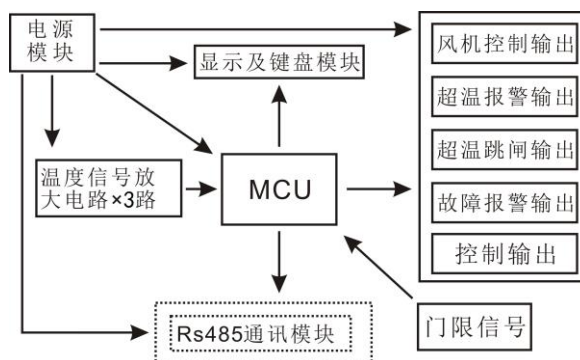 电源
模块
显示及键盘模块
温度信号放
大电路×3路
MCU
风机控制输出
超温报警输出
超温跳闸输出
故障报警输出
控制输出
Rs485通讯模块
门限信号